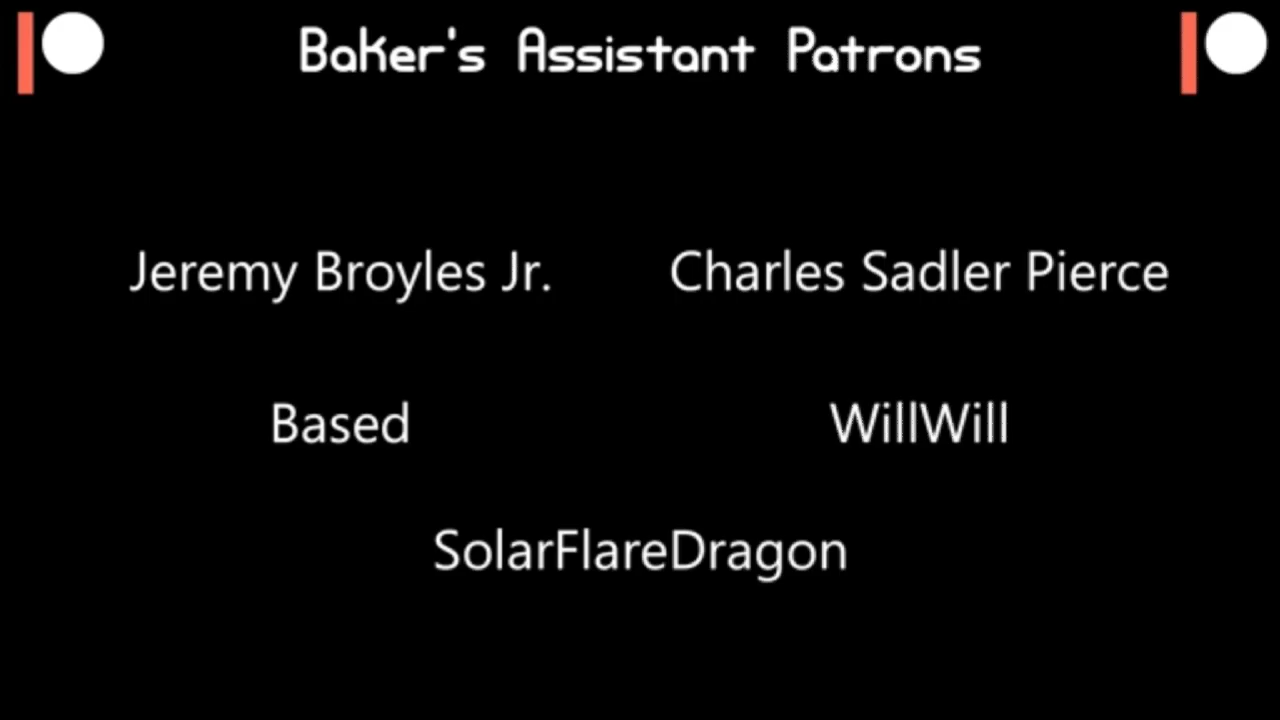 Baker's Assistant Patrons
Jeremy Broyles Jr. Charles Sadler Pierce
Based WillWill
SolarFlareDragon